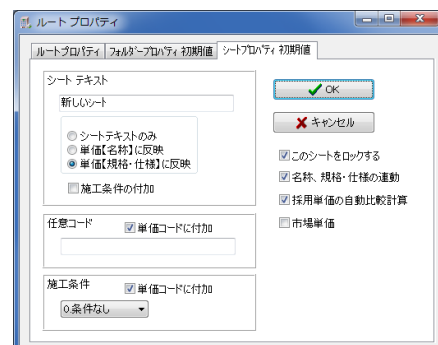 ルート プロパティ
ルートプロパティ フォルダープロパティ 初期値 シートプロパティ 初期値
シート テキスト
新しいシート
シートテキストのみ
単価【名称】に反映
単価【規格・仕様】に反映
施工条件の付加
任意コード
単価コードに付加
施工条件
単価コードに付加
0.条件なし
OK
キャンセル
このシートをロックする
名称、規格・仕様の連動
採用単価の自動比較計算
市場単価